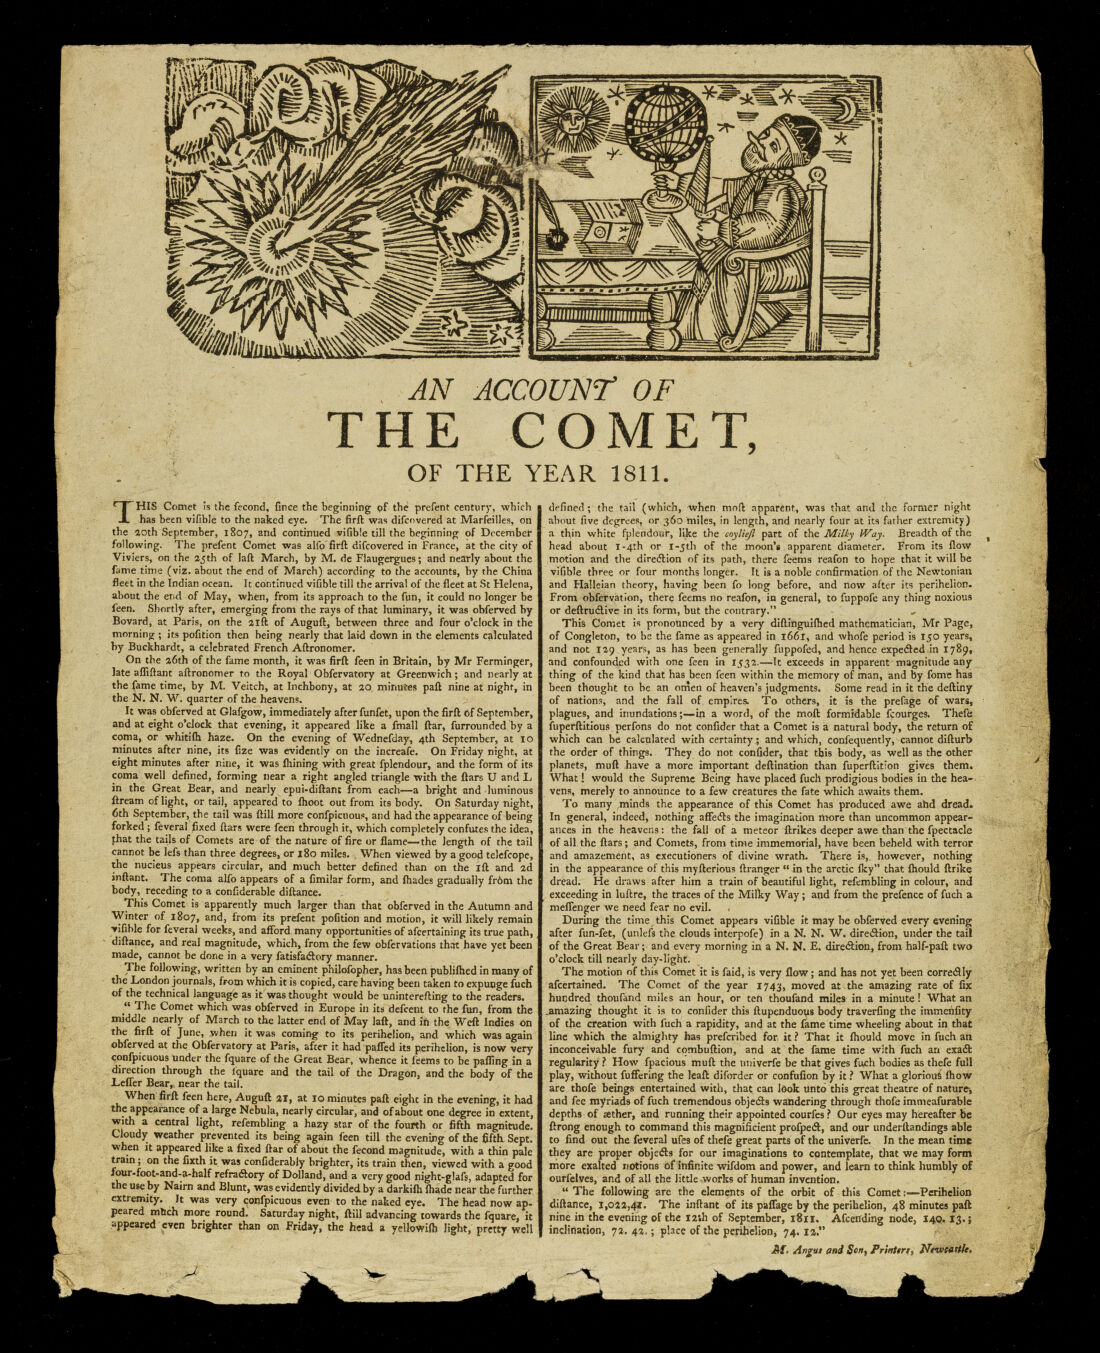 AN ACCOUNT OF
THE COMET,
OF THE YEAR 1811.
THIS Comet is the ſecond, ſince the beginning of the preſent century, which
has been viſible to the naked eye. The firſt was diſcovered at Marſeilles, on
the 20th September, 1807, and continued viſible till the beginning of December
following. The preſent Comet was alſo firſt diſcovered in France, at the city of
Viviers, on the 25th of laſt March, by M. de Flaugergues; and nearly about the
ſame time (viz. about the end of March) according to the accounts, by the China
fleet in the Indian ocean. It continued viſible till the arrival of the fleet at St Helena,
about the end of May, when, from its approach to the ſun, it could no longer be
ſeen. Shortly after, emerging from the rays of that luminary, it was obſerved by
Bovard, at Paris, on the 21ſt of Auguſt, between three and four o'clock in the
morning; its poſition then being nearly that laid down in the elements calculated
by Buckhardt, a celebrated French Aſtronomer.
On the 26th of the ſame month, it was firſt ſeen in Britain, by Mr Ferminger,
late aſſiſtant aſtronomer to the Royal Obſervatory at Greenwich; and nearly at
the ſame time, by M. Veitch, at Inchbony, at 20 minutes paſt nine at night, in
the N. N. W. quarter of the heavens.
It was obſerved at Glaſgow, immediately after ſunſet, upon the firſt of September,
and at eight o'clock that evening, it appeared like a ſmall ſtar, ſurrounded by a
coma, or whitiſh haze. On the evening of Wedneſday, 4th September, at 10
minutes after nine, its ſize was evidently on the increaſe. On Friday night, at
eight minutes after nine, it was ſhining with great ſplendour, and the form of its
coma well defined, forming near a right angled triangle with the ſtars U and L
in the Great Bear, and nearly epui-diſtant from each—a bright and luminous
ſtream of light, or tail, appeared to ſhoot out from its body. On Saturday night,
6th September, the tail was ſtill more conſpicuous, and had the appearance of being
forked; ſeveral fixed ſtars were ſeen through it, which completely confutes the idea,
that the tails of Comets are of the nature of fire or flame—the length of the tail
cannot be leſs than three degrees, or 180 miles. When viewed by a good teleſcope,
the nucleus appears circular, and much better defined than on the 1ſt and 2d
inſtant. The coma alſo appears of a ſimilar form, and ſhades gradually from the
body, receding to a conſiderable diſtance.
This Comet is apparently much larger than that obſerved in the Autumn and
Winter of 1807, and, from its preſent poſition and motion, it will likely remain
viſible for ſeveral weeks, and afford many opportunities of aſcertaining its true path,
diſtance, and real magnitude, which, from the few obſervations that have yet been
made, cannot be done in a very ſatisfactory manner.
The following, written by an eminent philoſopher, has been publiſhed in many of
the London journals, from which it is copied, care having been taken to expunge ſuch
of the technical language as it was thought would be unintereſting to the readers.
“ The Comet which was obſerved in Europe in its deſcent to the ſun, from the
middle nearly of March to the latter end of May laſt, and in the Weſt Indies on
the firſt of June, when it was coming to its perihelion, and which was again
obſerved at the Obſervatory at Paris, after it had paſſed its perihelion, is now very
conſpicuous under the ſquare of the Great Bear, whence it ſeems to be paſſing in a
direction through the ſquare and the tail of the Dragon, and the body of the
Leſſer Bear, near the tail.
When firſt ſeen here, Auguſt 21, at 10 minutes paſt eight in the evening, it had
the appearance of a large Nebula, nearly circular, and of about one degree in extent,
with a central light, reſembling a hazy star of the fourth or fifth magnitude.
Cloudy weather prevented its being again ſeen till the evening of the fifth Sept.
when it appeared like a fixed ſtar of about the ſecond magnitude, with a thin pale
train; on the ſixth it was conſiderably brighter, its train then, viewed with a good
four-foot-and-a-half refractory of Dolland, and a very good night-glaſs, adapted for
the uſe by Nairn and Blunt, was evidently divided by a darkiſh ſhade near the further
extremity. It was very conſpicuous even to the naked eye. The head now ap-
peared much more round. Saturday night, ſtill advancing towards the ſquare, it
appeared even brighter than on Friday, the head a yellowiſh light, pretty well
defined; the tail (which, when moſt apparent, was that and the former night
about five degrees, or 360 miles, in length, and nearly four at its father extremity)
a thin white ſplendour, like the coylieſt part of the Milky Way. Breadth of the
head about 1-4th or 1-5th of the moon's apparent diameter. From its ſlow
motion and the direction of its path, there ſeems reaſon to hope that it will be
viſible three or four months longer. It is a noble confirmation of the Newtonian
and Halleian theory, having been ſo long before, and now after its perihelion.
From obſervation, there ſeems no reaſon, in general, to ſuppoſe any thing noxious
or deſtructive in its form, but the contrary.”
This Comet is pronounced by a very diſtinguiſhed mathematician, Mr Page,
of Congleton, to be the ſame as appeared in 1661, and whoſe period is 150 years,
and not 129 years, as has been generally ſuppoſed, and hence expected in 1789,
and confounded with one ſeen in 1532.—It exceeds in apparent magnitude any
thing of the kind that has been ſeen within the memory of man, and by ſome has
been thought to be an omen of heaven's judgments. Some read in it the deſtiny
of nations, and the fall of empires. To others, it is the preſage of wars,
plagues, and inundations;—in a word, of the moſt formidable ſcourges. Theſe
ſuperſtitious perſons do not conſider that a Comet is a natural body, the return of
which can be calculated with certainty; and which, conſequently, cannot diſturb
the order of things. They do not conſider, that this body, as well as the other
planets, muſt have a more important deſtination than ſuperſtition gives them.
What! would the Supreme Being have placed ſuch prodigious bodies in the hea-
vens, merely to announce to a few creatures the fate which awaits them.
To many minds the appearance of this Comet has produced awe and dread.
In general, indeed, nothing affects the imagination more than uncommon appear-
ances in the heavens: the fall of a meteor ſtrikes deeper awe than the ſpectacle
of all the ſtars; and Comets, from time immemorial, have been beheld with terror
and amazement, as executioners of divine wrath. There is, however, nothing
in the appearance of this myſterious ſtranger “ in the arctic ſky” that ſhould ſtrike
dread. He draws after him a train of beautiful light, reſembling in colour, and
exceeding in luſtre, the traces of the Milky Way; and from the preſence of ſuch a
meſſenger we need fear no evil.
During the time this Comet appears viſible it may be obſerved every evening
after ſun-ſet, (unleſs the clouds interpoſe) in a N. N. W. direction, under the tail
of the Great Bear; and every morning in a N. N. E. direction, from half-paſt two
o'clock till nearly day-light.
The motion of this Comet it is ſaid, is very ſlow; and has not yet been correctly
aſcertained. The Comet of the year 1743, moved at the amazing rate of ſix
hundred thouſand miles an hour, or ten thouſand miles in a minute! What an
amazing thought it is to conſider this ſtupenduous body traverſing the immenſity
of the creation with ſuch a rapidity, and at the ſame time wheeling about in that
line which the almighty has preſcribed for it? That it ſhould move in ſuch an
inconceivable fury and combuſtion, and at the ſame time with ſuch an exact
regularity? How ſpacious muſt the univerſe be that gives ſuch bodies as theſe full
play, without ſuffering the leaſt diſorder or confuſion by it? What a glorious ſhow
are thoſe beings entertained with, that can look unto this great theatre of nature,
and ſee myriads of ſuch tremendous objects wandering through thoſe immeaſurable
depths of æther, and running their appointed courſes? Our eyes may hereafter be
ſtrong enough to command this magnificient proſpect, and our underſtandings able
to find out the ſeveral uſes of theſe great parts of the univerſe. In the mean time
they are proper objects for our imaginations to contemplate, that we may form
more exalted notions of infinite wiſdom and power, and learn to think humbly of
ourſelves, and of all the little works of human invention.
“ The following are the elements of the orbit of this Comet:—Perihelion
diſtance, 1,022,41. The inſtant of its paſſage by the perihelion, 48 minutes paſt
nine in the evening of the 12th of September, 1811. Aſcending node, 140. 13.;
inclination, 72. 42.; place of the perihelion, 74. 12.”
M. Angus and Son, Printers, Newcastle.